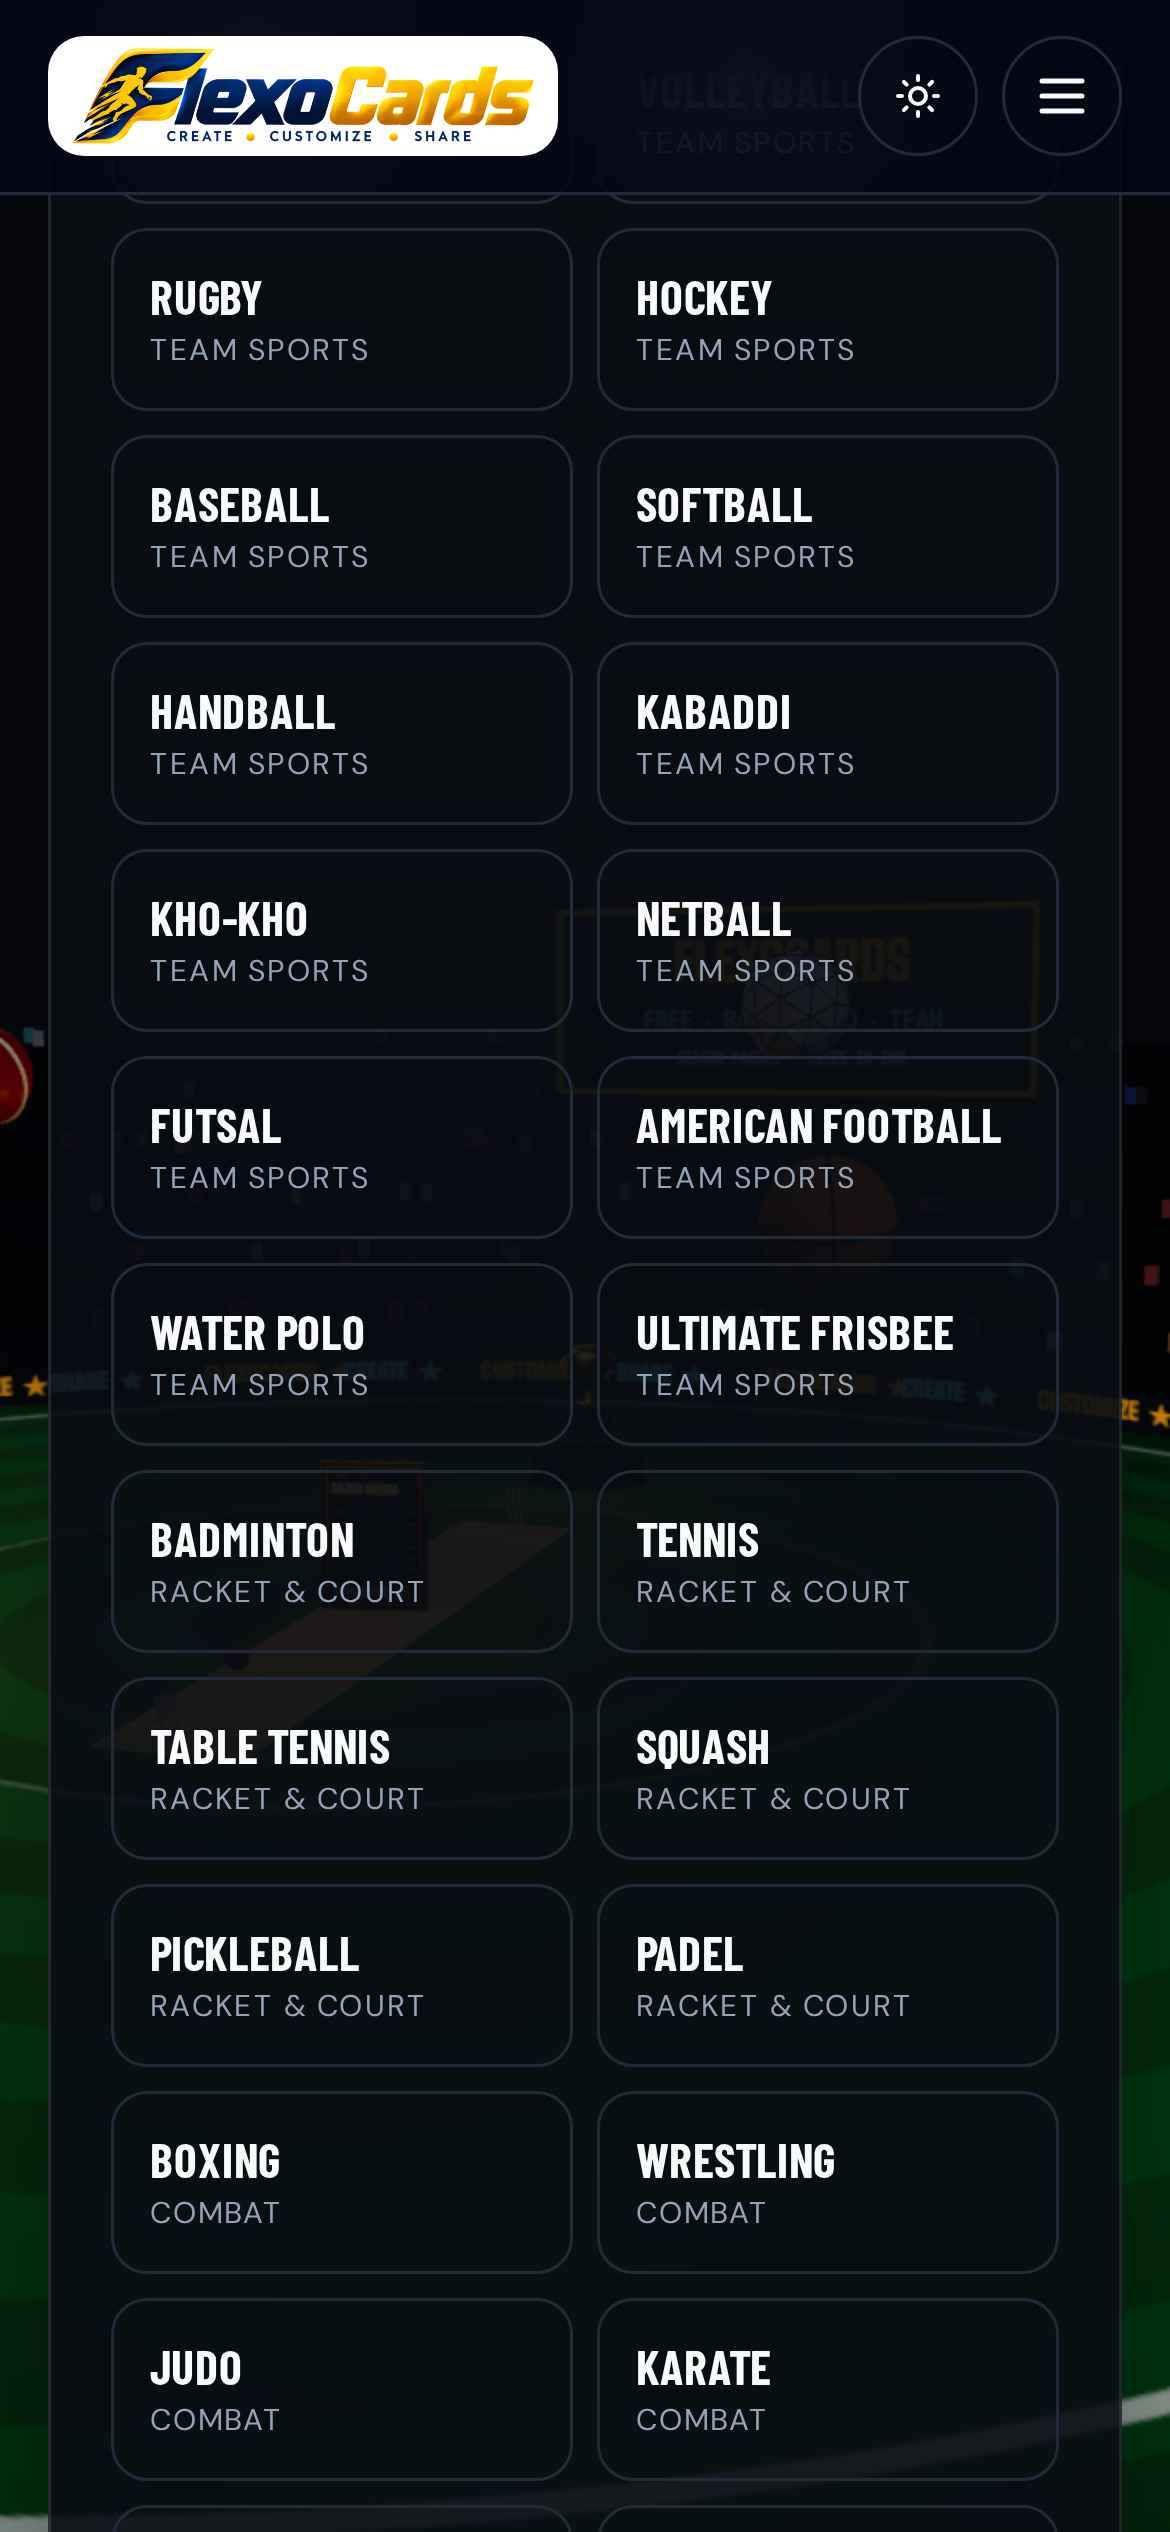 FlexoCards
CREATE • CUSTOMIZE • SHARE
VOLLEYBALL
TEAM SPORTS
RUGBY
TEAM SPORTS
HOCKEY
TEAM SPORTS
BASEBALL
TEAM SPORTS
SOFTBALL
TEAM SPORTS
HANDBALL
TEAM SPORTS
KABADDI
TEAM SPORTS
KHO-KHO
TEAM SPORTS
NETBALL
TEAM SPORTS
FUTSAL
TEAM SPORTS
AMERICAN FOOTBALL
TEAM SPORTS
WATER POLO
TEAM SPORTS
ULTIMATE FRISBEE
TEAM SPORTS
BADMINTON
RACKET & COURT
TENNIS
RACKET & COURT
TABLE TENNIS
RACKET & COURT
SQUASH
RACKET & COURT
PICKLEBALL
RACKET & COURT
PADEL
RACKET & COURT
BOXING
COMBAT
WRESTLING
COMBAT
JUDO
COMBAT
KARATE
COMBAT